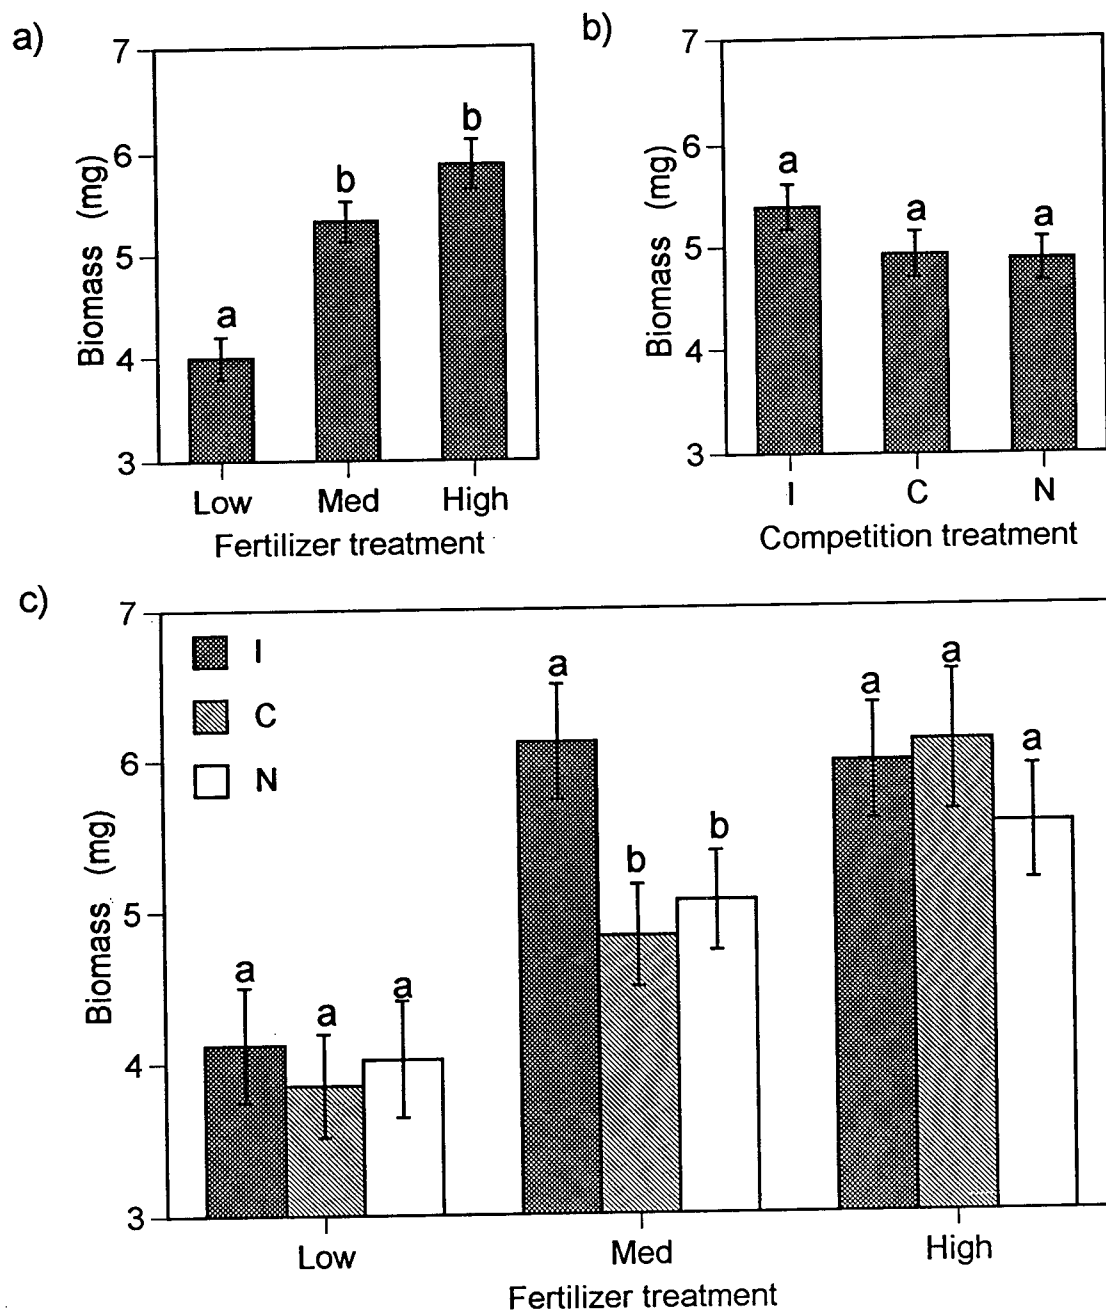 a)
7
6
5
4
3
Biomass (mg)
a
b
b
Low Med High
Fertilizer treatment
b)
7
6
5
4
3
Biomass (mg)
a
a
a
I C N
Competition treatment
c)
7
6
5
4
3
Biomass (mg)
I
C
N
a
a
a
a
b
b
a
a
a
Low Med High
Fertilizer treatment